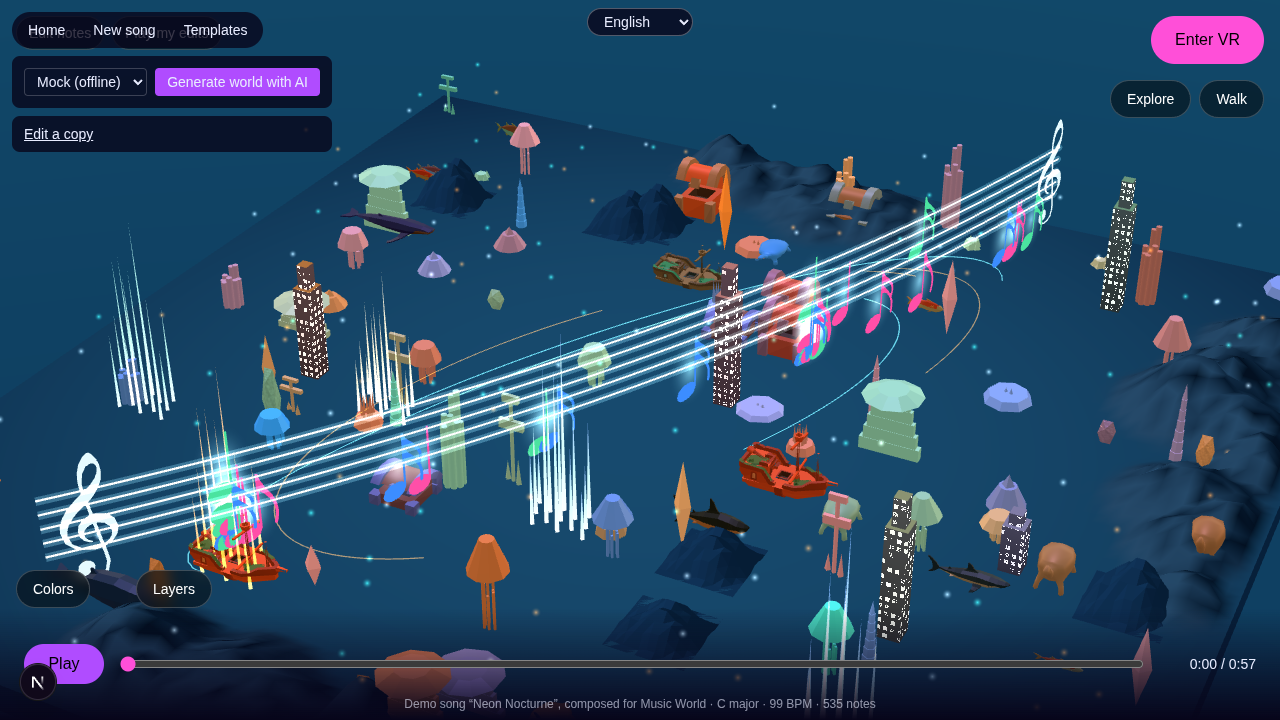 Home New song Templates
English
Enter VR
Mock (offline) Generate world with AI
Explore Walk
Edit a copy
Colors Layers
Play
0:00 / 0:57
N
Demo song “Neon Nocturne”, composed for Music World · C major · 99 BPM · 535 notes